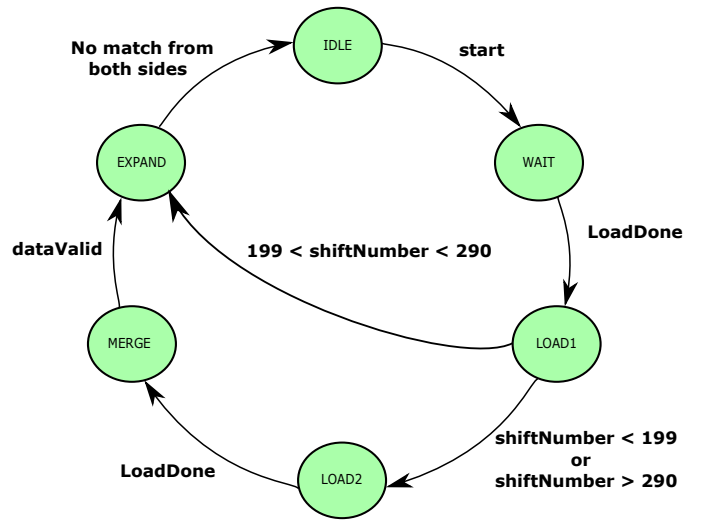 No match from
both sides
IDLE
start
EXPAND
WAIT
dataValid
199 < shiftNumber < 290
LoadDone
MERGE
LOAD1
LoadDone
LOAD2
shiftNumber < 199
or
shiftNumber > 290